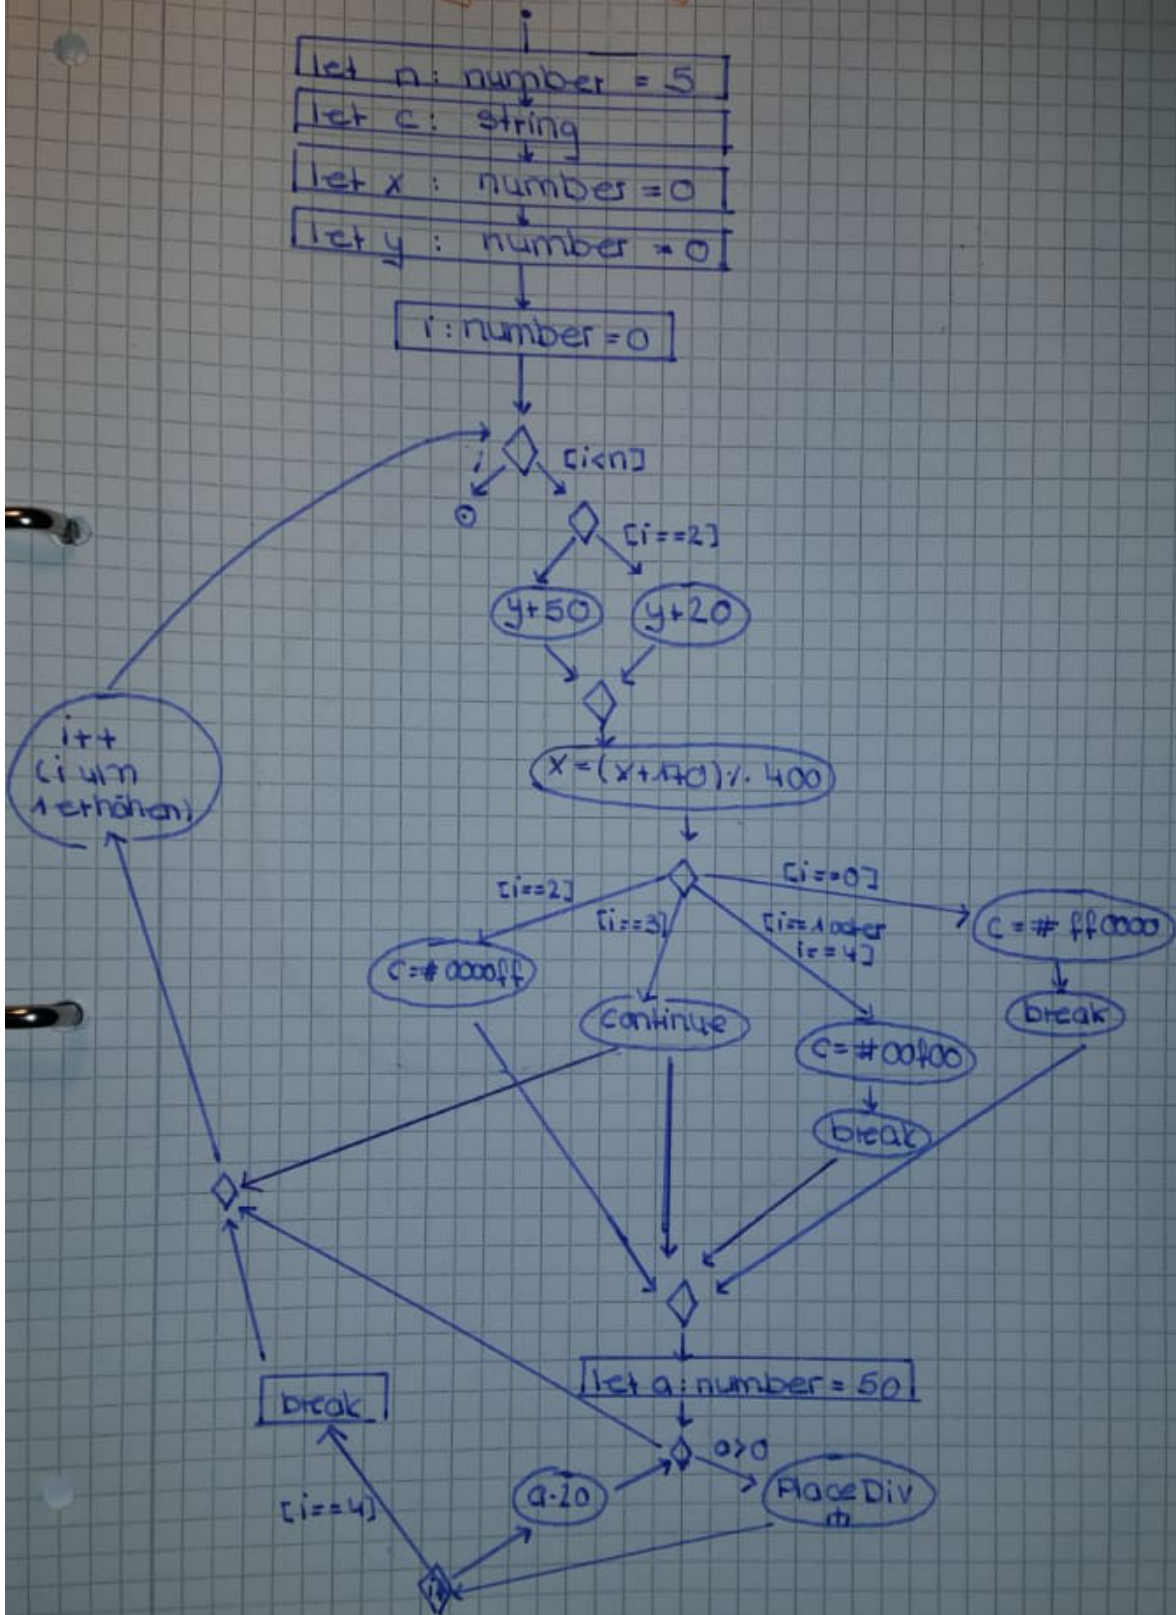 let n: number = 5
let c: string
let x: number = 0
let y: number = 0
i: number = 0
[i<n]
[i==2]
y+50
y+20
x=(x+170)% 400
i++
(i um
1 erhöhen)
[i==0]
[i==2]
[i==3]
[i==1 oder
i==4]
c=# ff0000
c=# 0000ff
continue
break
c=#00f00
break
let a: number = 50
break
a>0
a-20
PlaceDiv
[i==4]